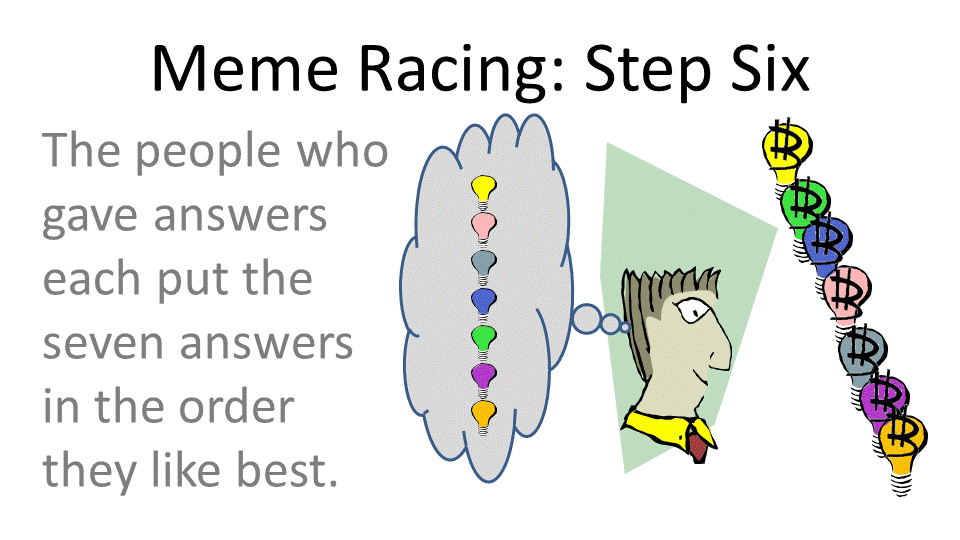 Meme Racing: Step Six
The people who
gave answers
each put the
seven answers
in the order
they like best.